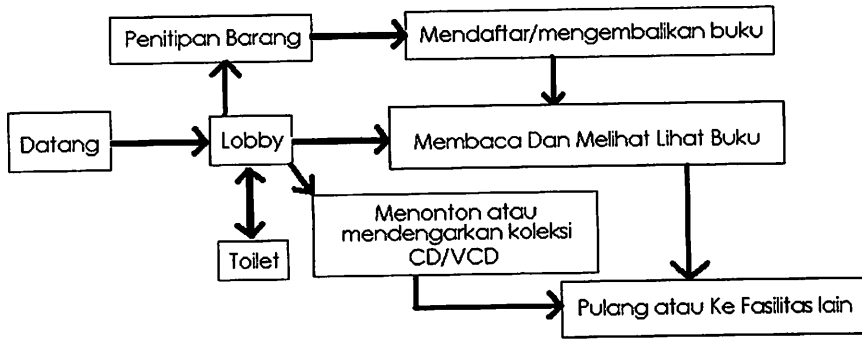 Penitipan Barang
Mendaftar/mengembalikan buku
Datang
Lobby
Membaca Dan Melihat Lihat Buku
Menonton atau
mendengarkan koleksi
CD/VCD
Toilet
Pulang atau Ke Fasilitas lain